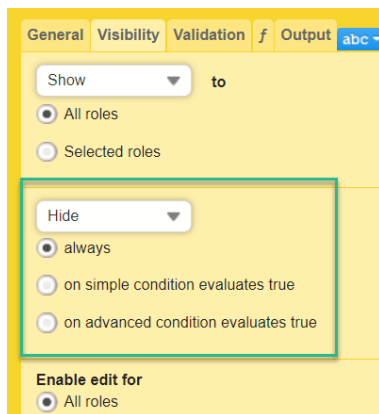 General Visibility Validation ƒ Output abc
Show to
All roles
Selected roles
Hide
always
on simple condition evaluates true
on advanced condition evaluates true
Enable edit for
All roles